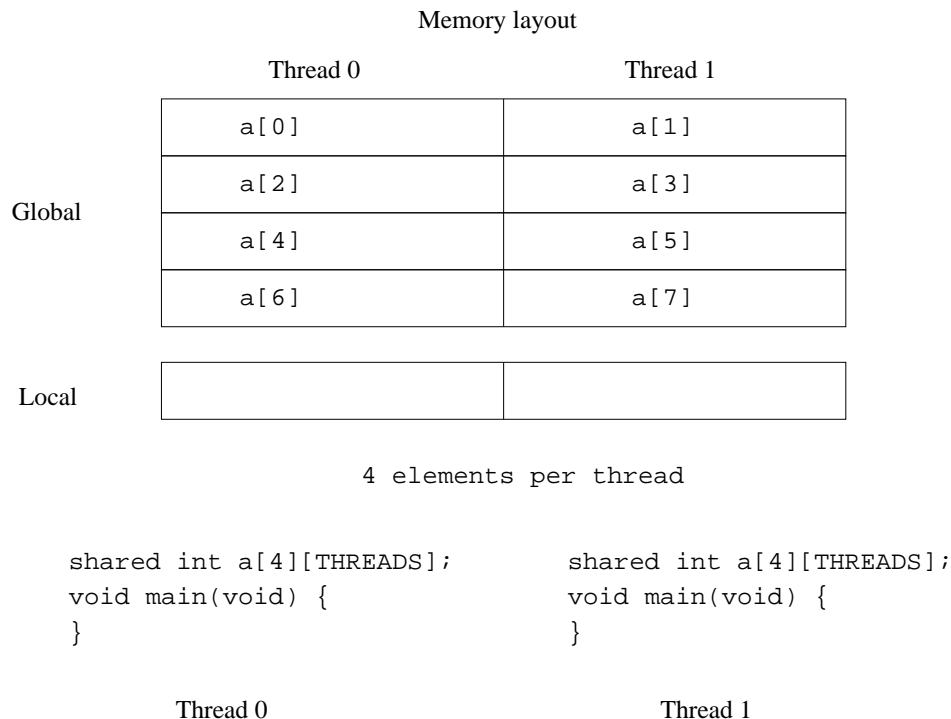 Memory layout
Thread 0 Thread 1
a[0] a[1]
a[2] a[3]
Global
a[4] a[5]
a[6] a[7]
Local
4 elements per thread
shared int a[4][THREADS]; shared int a[4][THREADS];
void main(void) { void main(void) {
} }
Thread 0 Thread 1